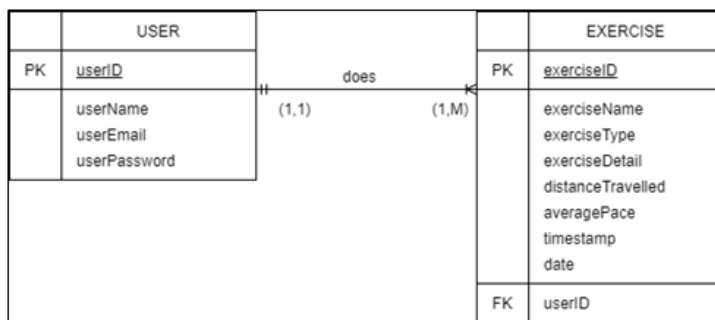 USER
PK userID
userName
userEmail
userPassword
does
(1,1) (1,M)
EXERCISE
PK exerciseID
exerciseName
exerciseType
exerciseDetail
distanceTravelled
averagePace
timestamp
date
FK userID